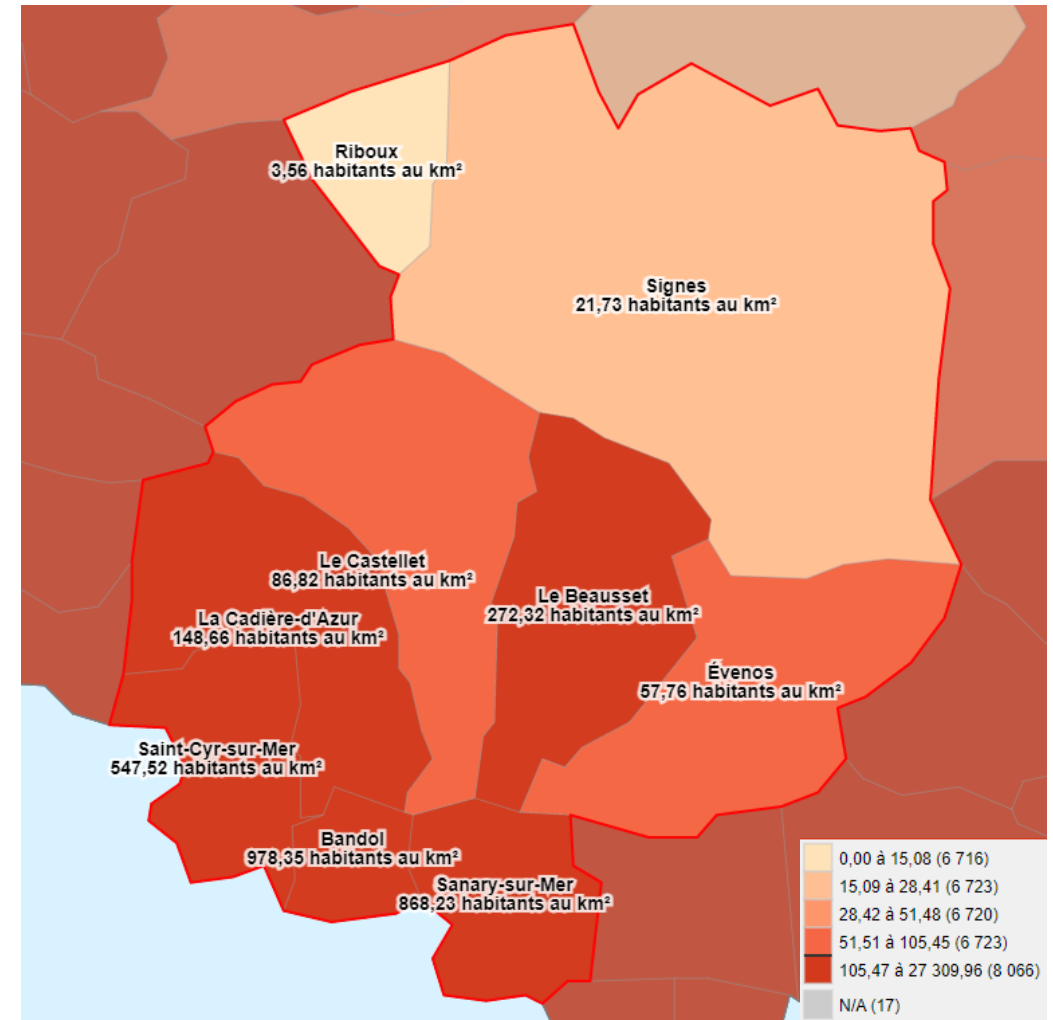 Riboux
3,56 habitants au km²
Signes
21,73 habitants au km²
Le Castellet
86,82 habitants au km²
Le Beausset
272,32 habitants au km²
La Cadière-d'Azur
148,66 habitants au km²
Évenos
57,76 habitants au km²
Saint-Cyr-sur-Mer
547,52 habitants au km²
Bandol
978,35 habitants au km²
Sanary-sur-Mer
868,23 habitants au km²
0,00 à 15,08 (6 716)
15,09 à 28,41 (6 723)
28,42 à 51,48 (6 720)
51,51 à 105,45 (6 723)
105,47 à 27 309,96 (8 066)
N/A (17)